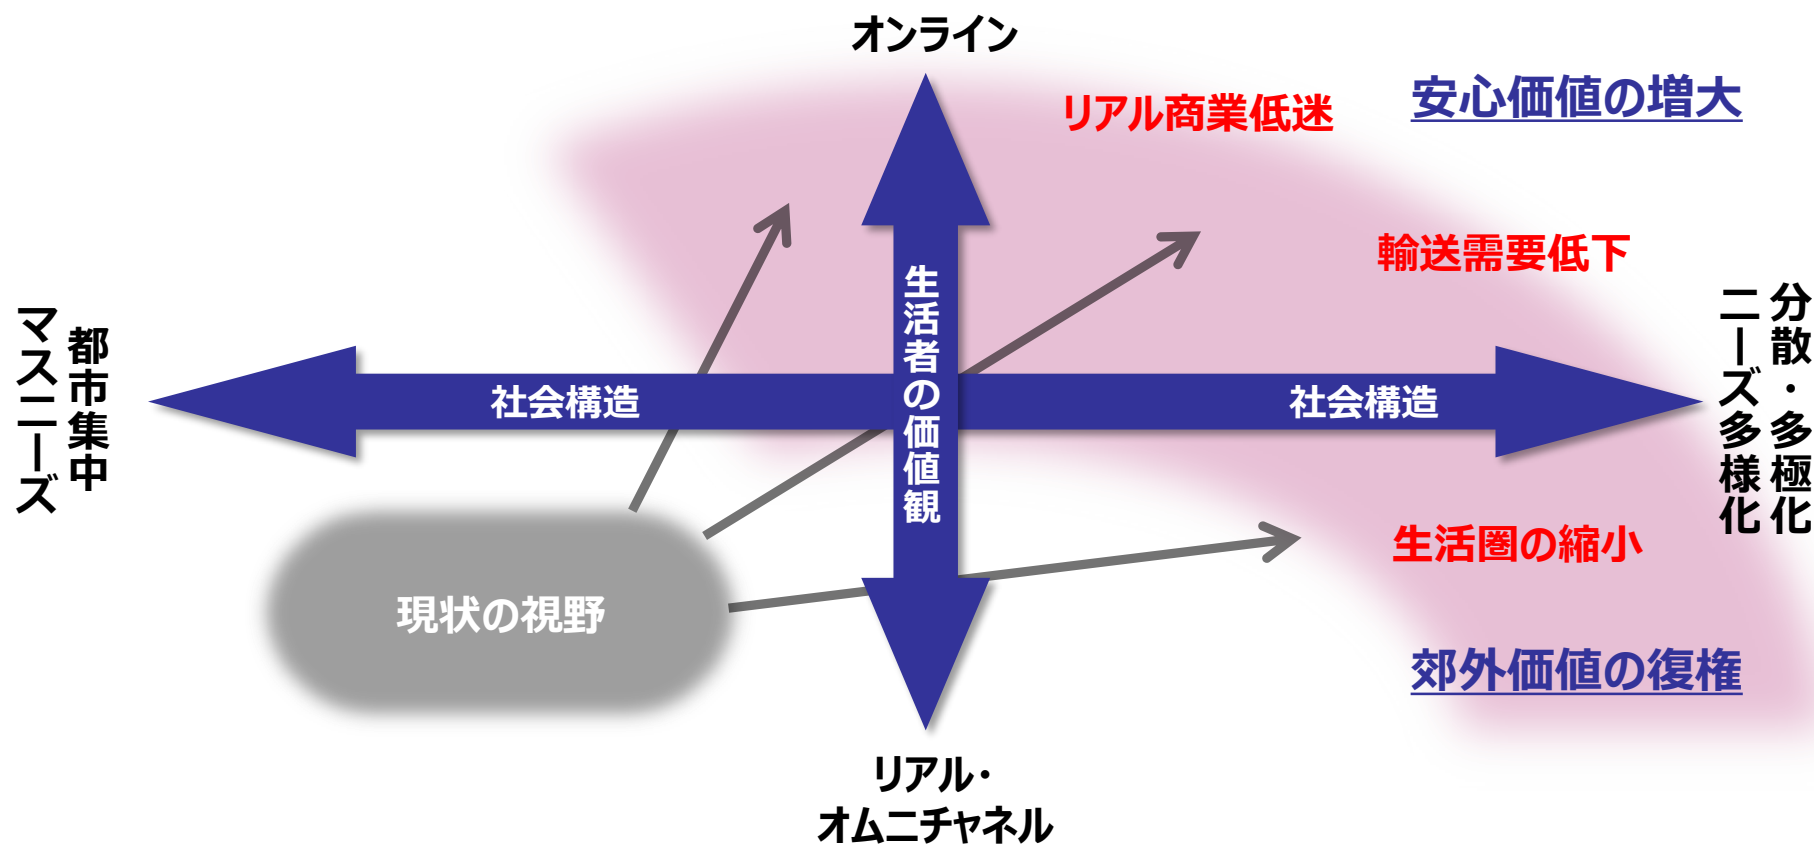 オンライン
リアル商業低迷
安心価値の増大
輸送需要低下
生活者の価値観
都市集中
マスニーズ
社会構造
社会構造
分散・多極化
ニーズ多様化
生活圏の縮小
現状の視野
郊外価値の復権
リアル・
オムニチャネル